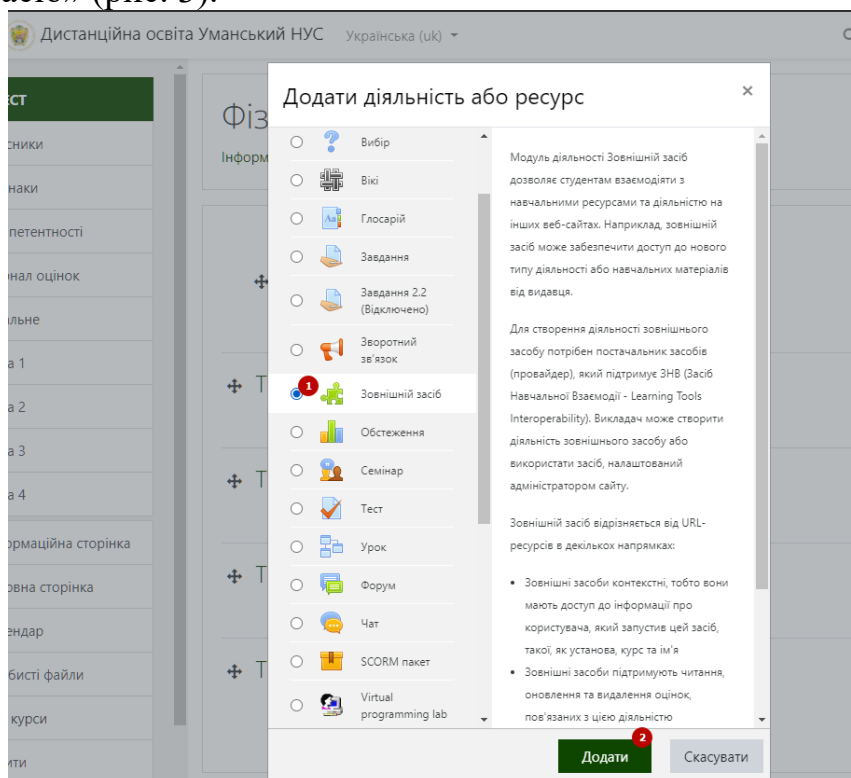 (рис. 3).
Дистанційна освіта Уманський НУС Українська (uk)
Додати діяльність або ресурс ×
Вибір
Вікі
Глосарій
Завдання
Завдання 2.2
(Відключено)
Зворотний
зв'язок
1
Зовнішній засіб
Обстеження
Семінар
Тест
Урок
Форум
Чат
SCORM пакет
Virtual
programming lab
Модуль діяльності Зовнішній засіб
дозволяє студентам взаємодіяти з
навчальними ресурсами та діяльністю на
інших веб-сайтах. Наприклад, зовнішній
засіб може забезпечити доступ до нового
типу діяльності або навчальних матеріалів
від видавця.
Для створення діяльності зовнішнього
засобу потрібен постачальник засобів
(провайдер), який підтримує ЗНВ (Засіб
Навчальної Взаємодії - Learning Tools
Interoperability). Викладач може створити
діяльність зовнішнього засобу або
використати засіб, налаштований
адміністратором сайту.
Зовнішній засіб відрізняється від URL-
ресурсів в декількох напрямках:
• Зовнішні засоби контекстні, тобто вони
мають доступ до інформації про
користувача, який запустив цей засіб,
такої, як установа, курс та ім'я
• Зовнішні засоби підтримують читання,
оновлення та видалення оцінок,
пов'язаних з цією діяльністю
2
Додати Скасувати
ЕСТ
сники
наки
петентності
нал оцінок
льне
а 1
а 2
а 3
а 4
ормаційна сторінка
овна сторінка
ендар
бисті файли
курси
ити
Фіз
Інформ
Т
Т
Т
Т